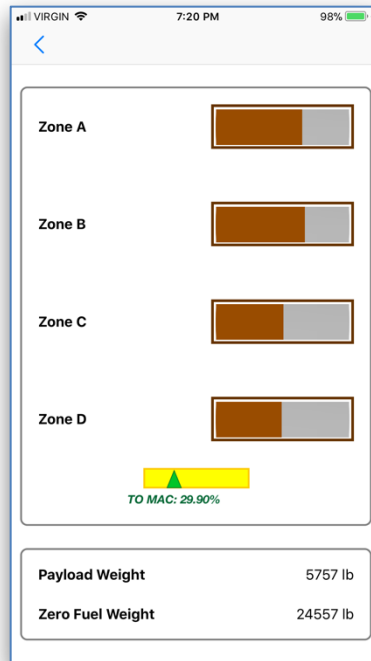 VIRGIN 7:20 PM 98%
Zone A
Zone B
Zone C
Zone D
TO MAC: 29.90%
Payload Weight 5757 lb
Zero Fuel Weight 24557 lb